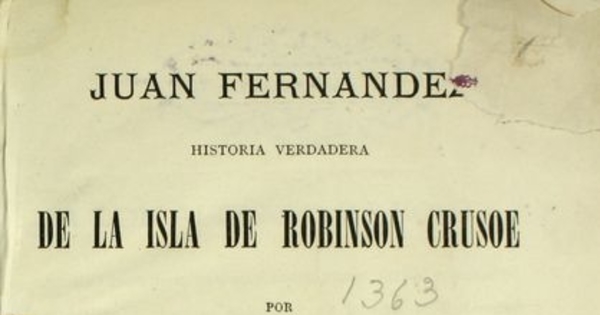 JUAN FERNANDEZ
HISTORIA VERDADERA
DE LA ISLA DE ROBINSON CRUSOE
1363
POR